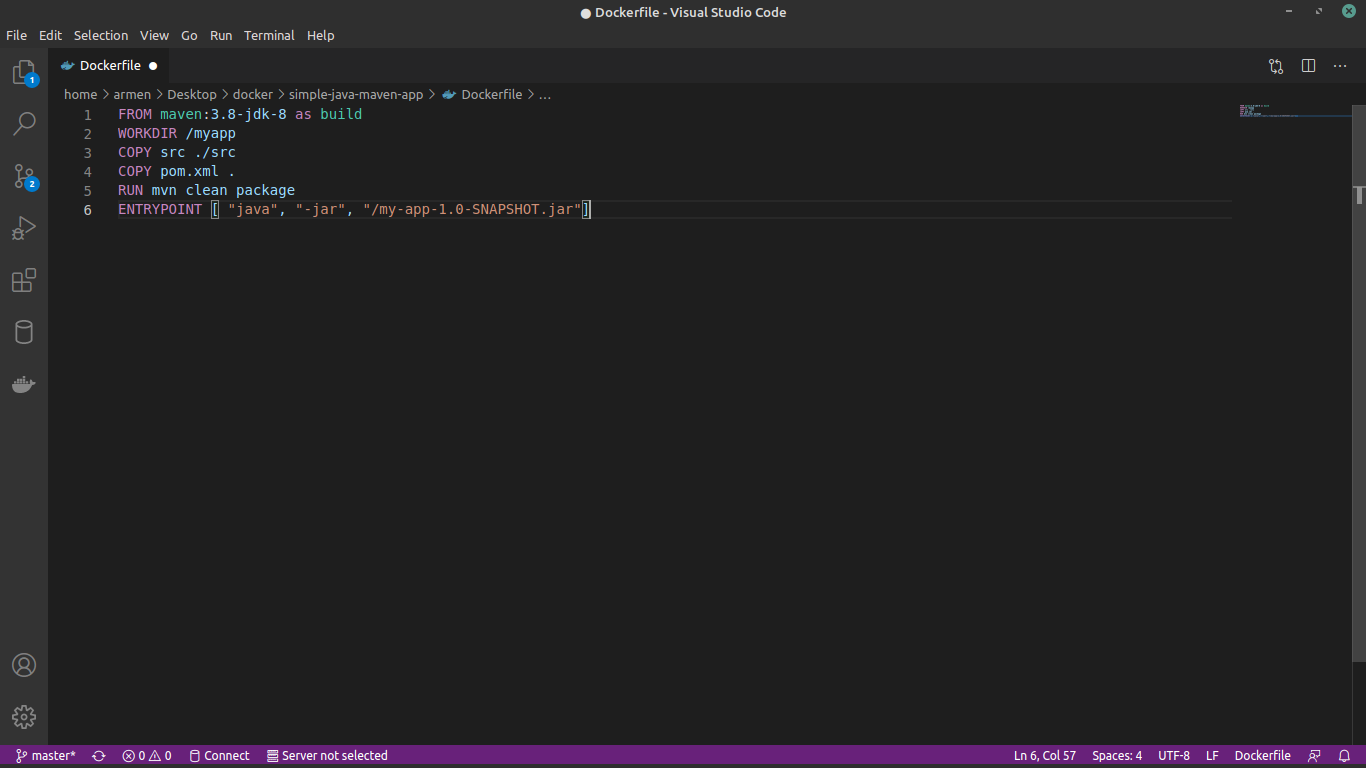 ● Dockerfile - Visual Studio Code
File Edit Selection View Go Run Terminal Help
1
Dockerfile ●
home > armen > Desktop > docker > simple-java-maven-app > Dockerfile > ...
1 FROM maven:3.8-jdk-8 as build
2 WORKDIR /myapp
3 COPY src ./src
4 COPY pom.xml .
5 RUN mvn clean package
6 ENTRYPOINT [ "java", "-jar", "/my-app-1.0-SNAPSHOT.jar"]
2
master* 0 0 Connect Server not selected Ln 6, Col 57 Spaces: 4 UTF-8 LF Dockerfile